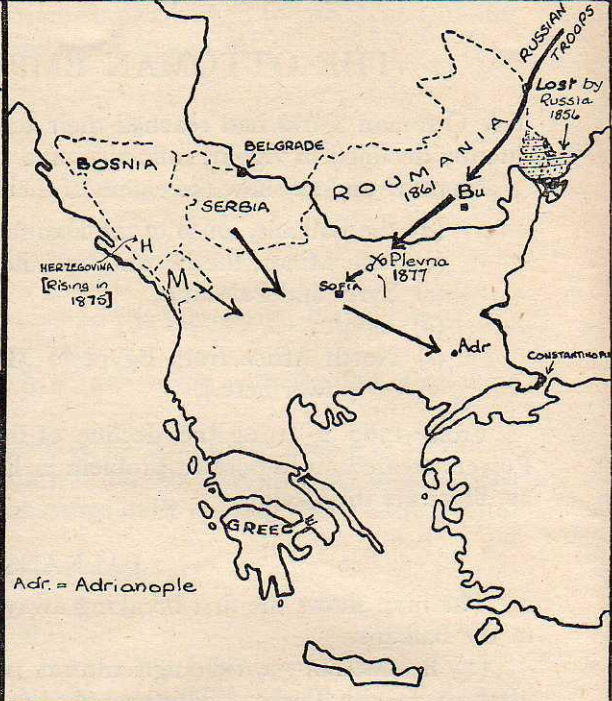 RUSSIAN
TROOPS
Lost by
Russia
1856
BELGRADE
BOSNIA
ROUMANIA
1861
Bu
SERBIA
H
HERZEGOVINA
[Rising in
1875]
M
Plevna
1877
SOFIA
Adr
CONSTANTINOPLE
GREECE
Adr. = Adrianople